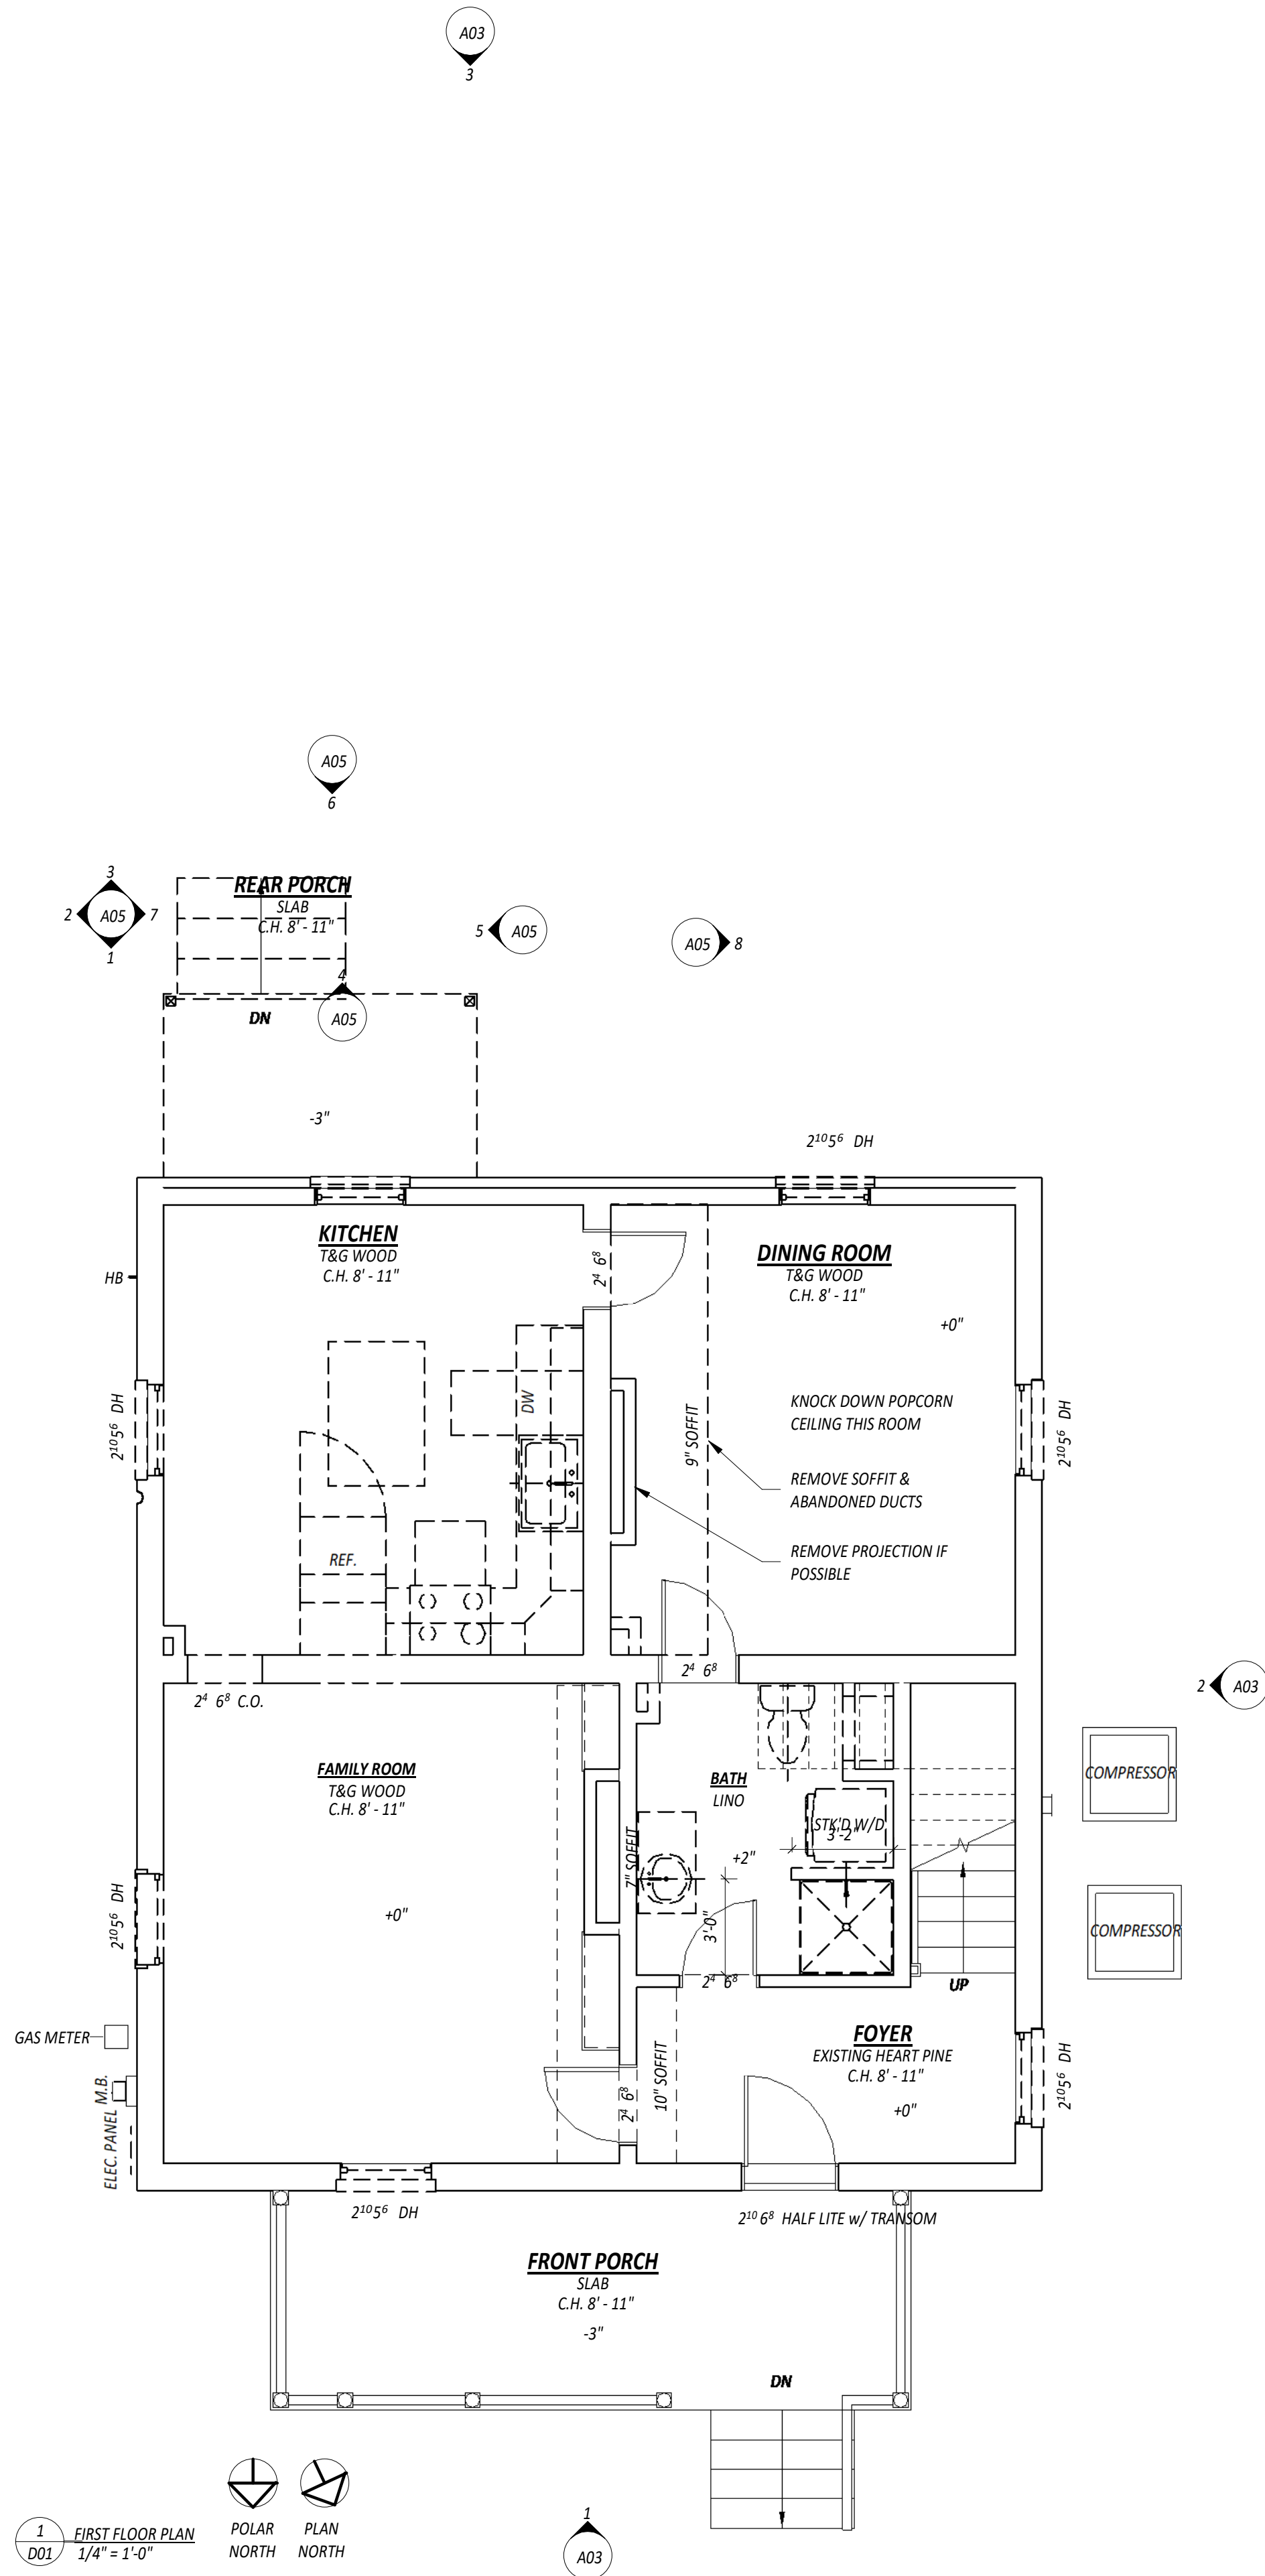 A03
3
A05
6
3
2 A05 7
1
REAR PORCH
SLAB
C.H. 8' - 11"
5 A05
A05 8
4
A05
DN
-3"
2¹⁰5⁶ DH
KITCHEN
T&G WOOD
C.H. 8' - 11"
HB
2⁴ 6⁸
DINING ROOM
T&G WOOD
C.H. 8' - 11"
+0"
2¹⁰5⁶ DH
DW
9" SOFFIT
KNOCK DOWN POPCORN
CEILING THIS ROOM
REMOVE SOFFIT &
ABANDONED DUCTS
REMOVE PROJECTION IF
POSSIBLE
2¹⁰5⁶ DH
REF.
2⁴ 6⁸ C.O.
2⁴ 6⁸
2 A03
FAMILY ROOM
T&G WOOD
C.H. 8' - 11"
BATH
LINO
STK'D W/D
3'-2"
+2"
7" SOFFIT
3'-0"
COMPRESSOR
COMPRESSOR
+0"
2¹⁰5⁶ DH
2⁴ 6⁸
UP
GAS METER
M.B.
ELEC. PANEL
10" SOFFIT
2⁴ 6⁸
FOYER
EXISTING HEART PINE
C.H. 8' - 11"
+0"
2¹⁰5⁶ DH
2¹⁰5⁶ DH
2¹⁰ 6⁸ HALF LITE w/ TRANSOM
FRONT PORCH
SLAB
C.H. 8' - 11"
-3"
DN
1
D01
FIRST FLOOR PLAN
1/4" = 1'-0"
POLAR
NORTH
PLAN
NORTH
1
A03